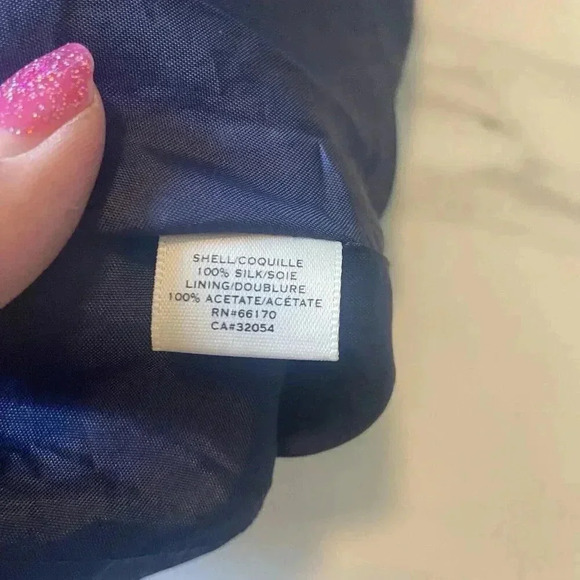 SHELL/COQUILLE
100% SILK/SOIE
LINING/DOUBLURE
100% ACETATE/ACÉTATE
RN#66170
CA#32054